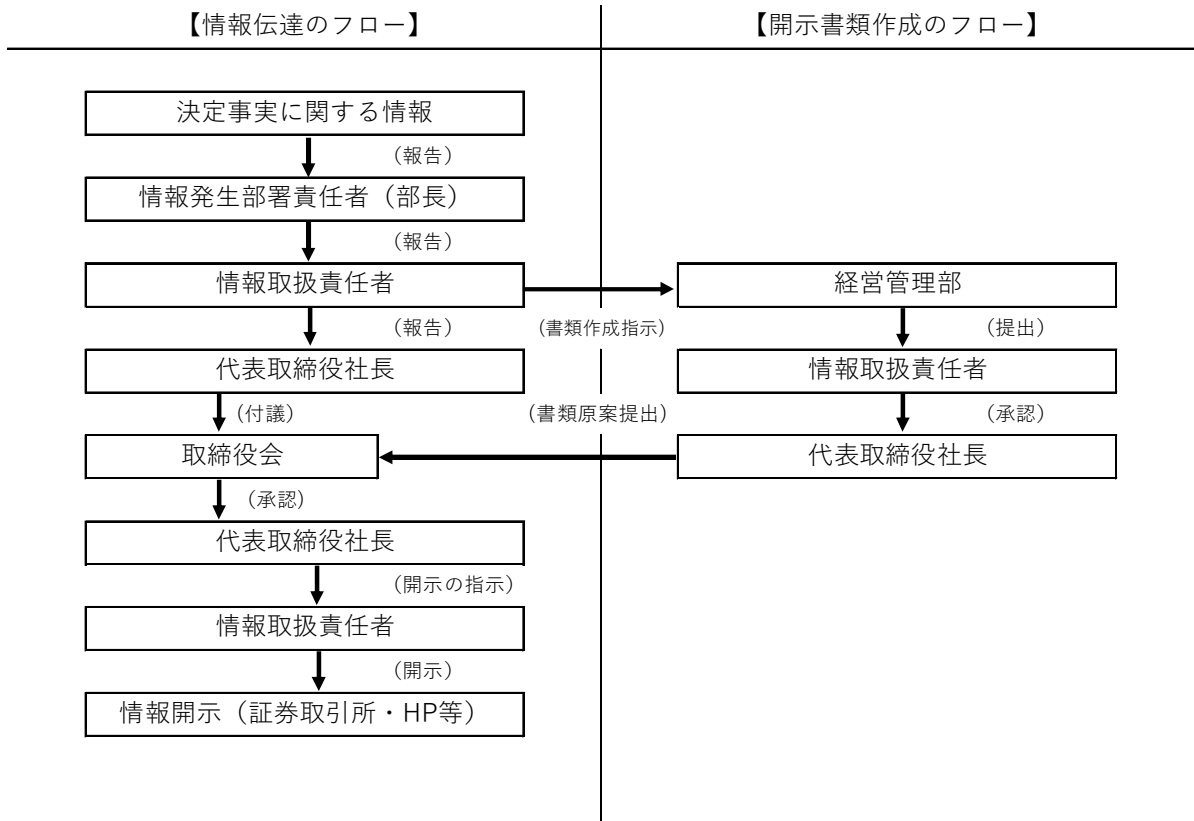 【情報伝達のフロー】
【開示書類作成のフロー】
決定事実に関する情報
（報告）
情報発生部署責任者（部長）
（報告）
情報取扱責任者
（報告）
代表取締役社長
（付議）
取締役会
（承認）
代表取締役社長
（開示の指示）
情報取扱責任者
（開示）
情報開示（証券取引所・HP等）
（書類作成指示）
経営管理部
（提出）
情報取扱責任者
（承認）
代表取締役社長
（書類原案提出）